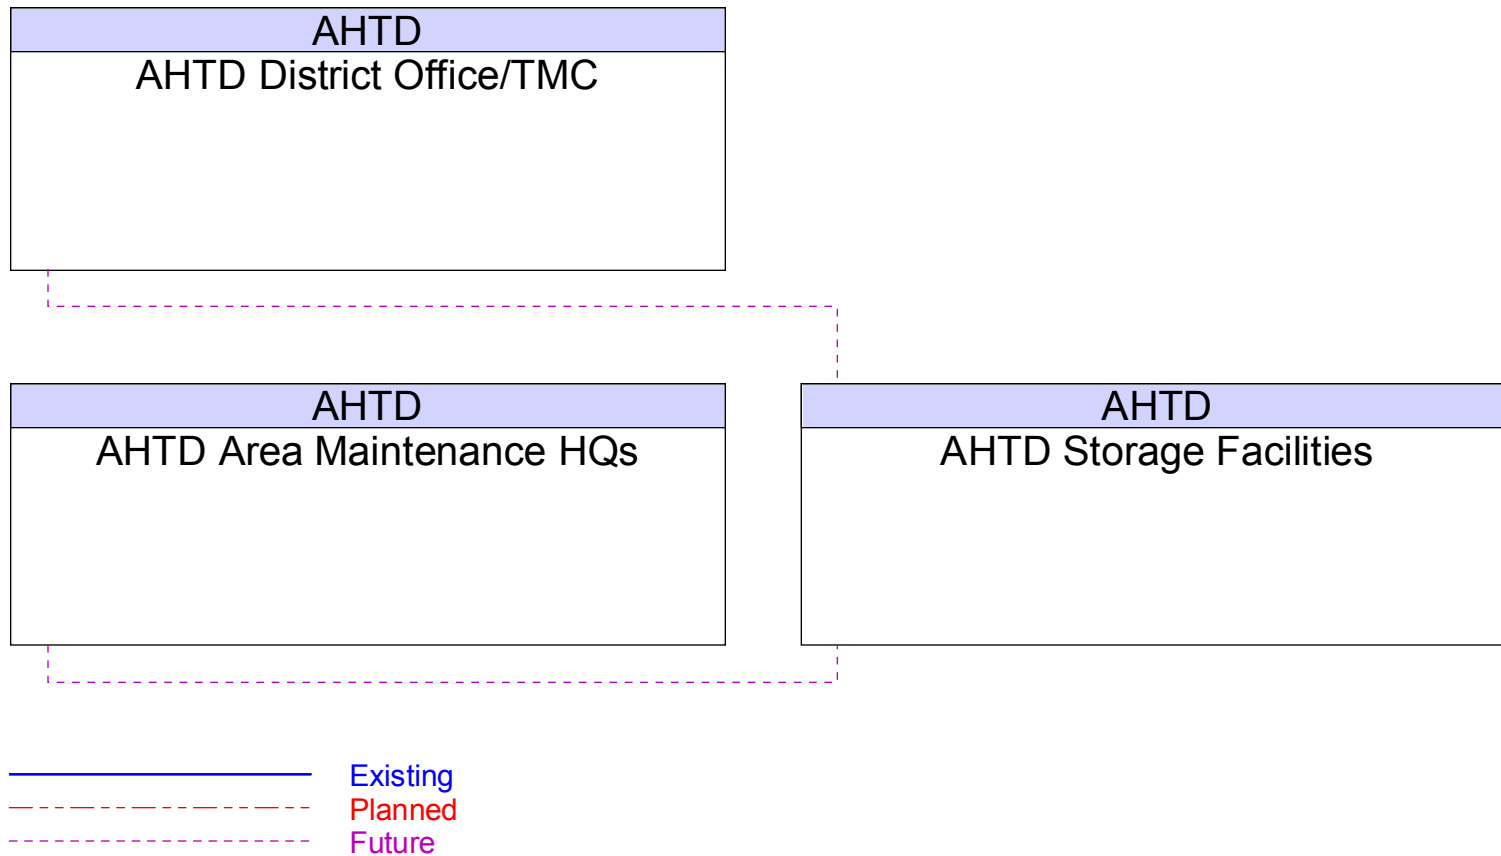 AHTD
AHTD District Office/TMC
AHTD
AHTD Area Maintenance HQs
AHTD
AHTD Storage Facilities
Existing
Planned
Future